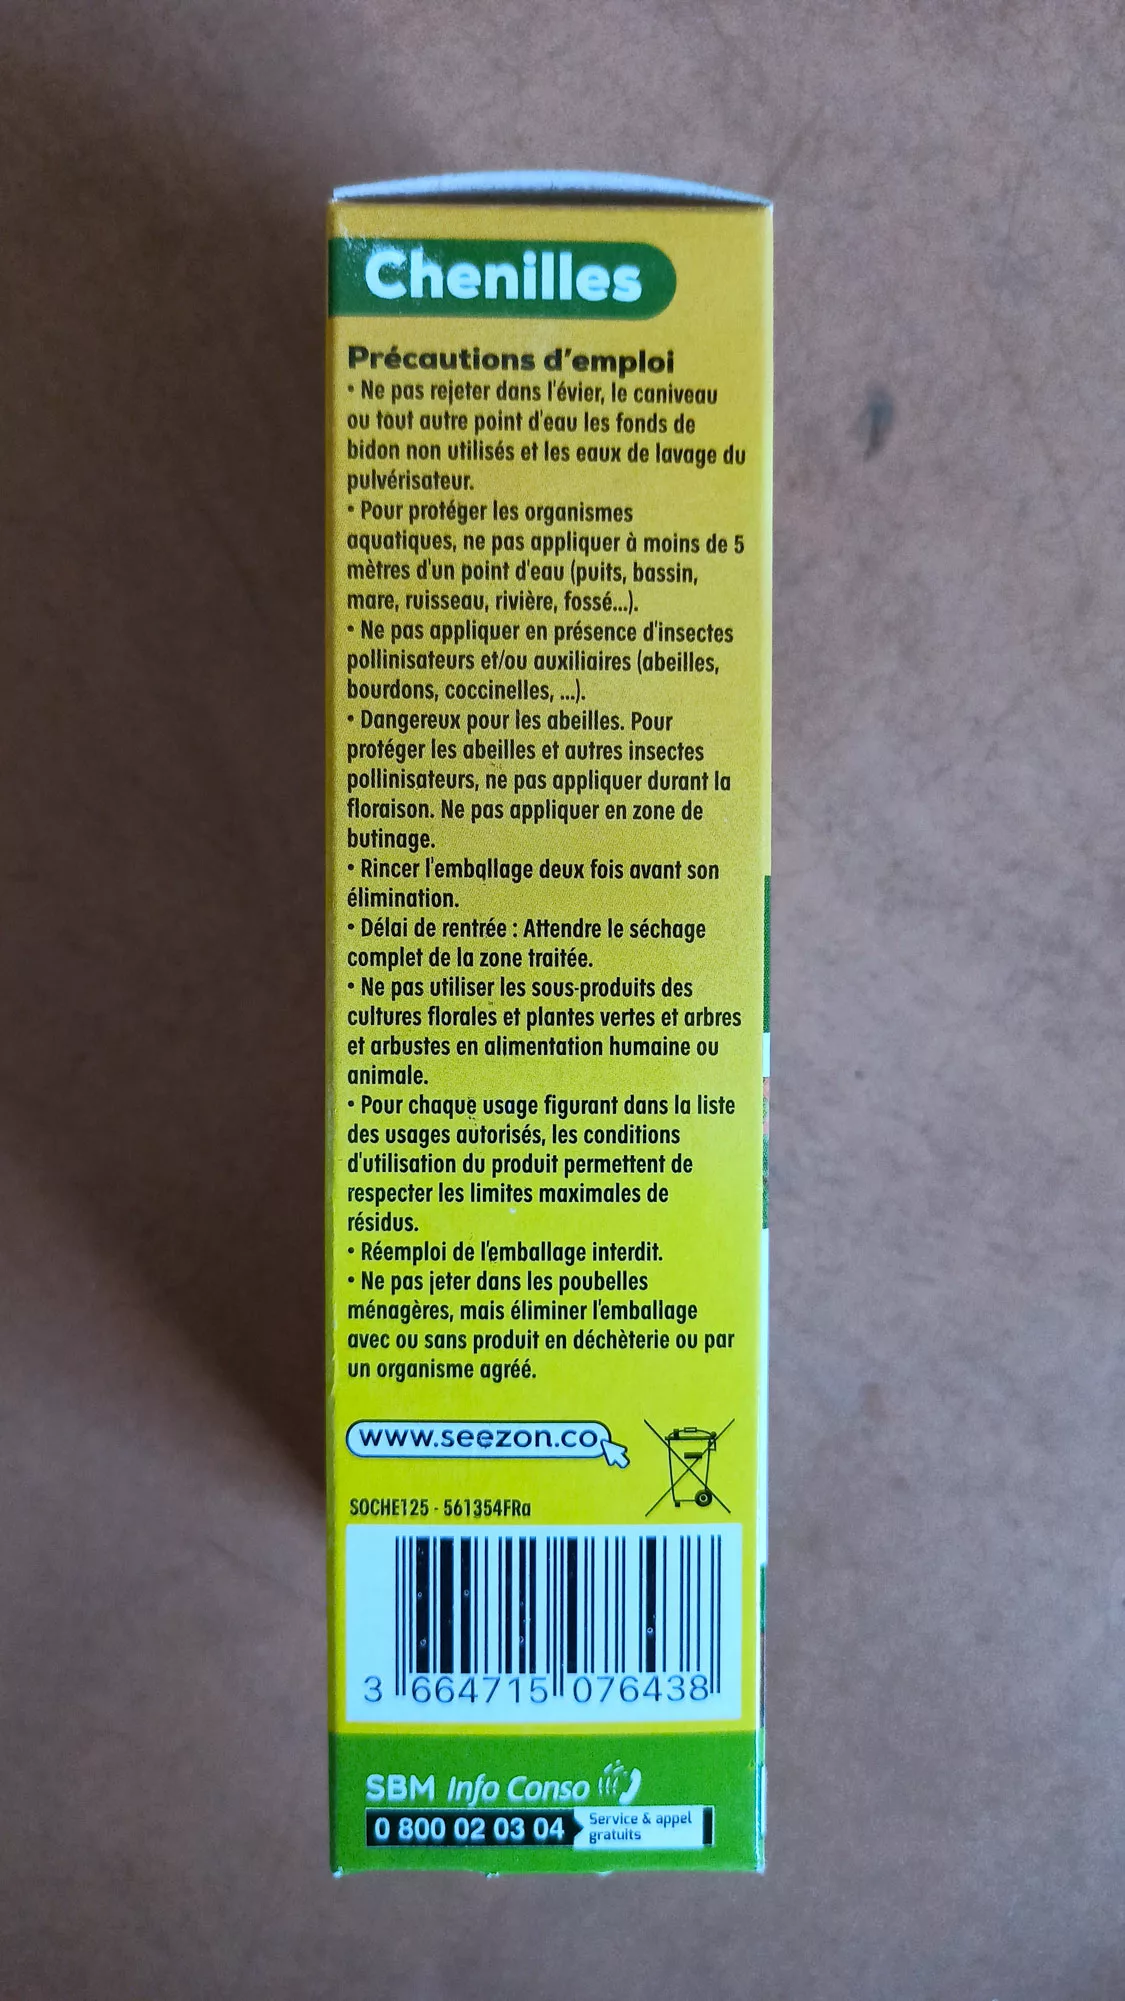 Chenilles
Précautions d'emploi
• Ne pas rejeter dans l'évier, le caniveau
ou tout autre point d'eau les fonds de
bidon non utilisés et les eaux de lavage du
pulvérisateur.
• Pour protéger les organismes
aquatiques, ne pas appliquer à moins de 5
mètres d'un point d'eau (puits, bassin,
mare, ruisseau, rivière, fossé...).
• Ne pas appliquer en présence d'insectes
pollinisateurs et/ou auxiliaires (abeilles,
bourdons, coccinelles, ...).
• Dangereux pour les abeilles. Pour
protéger les abeilles et autres insectes
pollinisateurs, ne pas appliquer durant la
floraison. Ne pas appliquer en zone de
butinage.
• Rincer l'emballage deux fois avant son
élimination.
• Délai de rentrée : Attendre le séchage
complet de la zone traitée.
• Ne pas utiliser les sous-produits des
cultures florales et plantes vertes et arbres
et arbustes en alimentation humaine ou
animale.
• Pour chaque usage figurant dans la liste
des usages autorisés, les conditions
d'utilisation du produit permettent de
respecter les limites maximales de
résidus.
• Réemploi de l'emballage interdit.
• Ne pas jeter dans les poubelles
ménagères, mais éliminer l'emballage
avec ou sans produit en déchèterie ou par
un organisme agréé.
www.seezon.co
SOCHE125 - 561354FRa
3 664715 076438
SBM Info Conso
0 800 02 03 04 Service & appel
gratuits